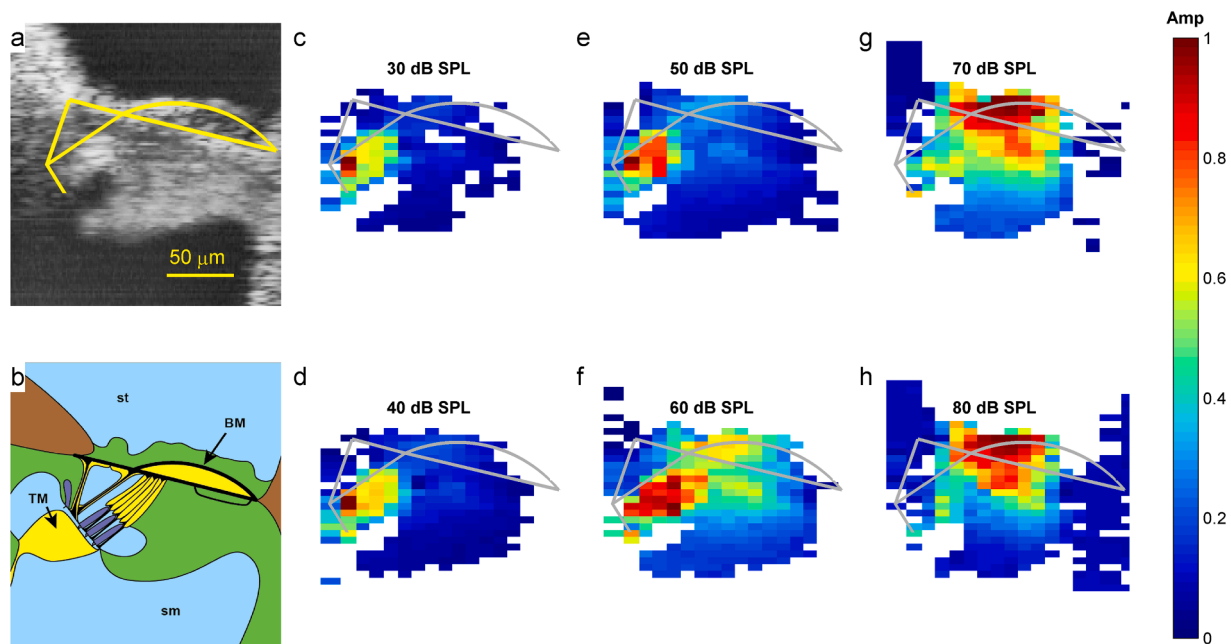 a
c
30 dB SPL
e
50 dB SPL
g
70 dB SPL
Amp
1
0.8
0.6
0.4
0.2
0
50 μm
b
st
BM
TM
sm
d
40 dB SPL
f
60 dB SPL
h
80 dB SPL